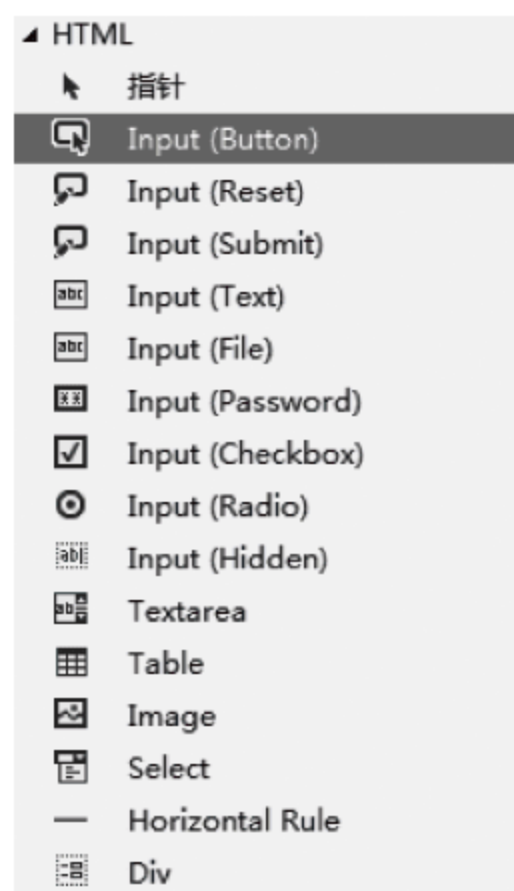 HTML
指针
Input (Button)
Input (Reset)
Input (Submit)
Input (Text)
Input (File)
Input (Password)
Input (Checkbox)
Input (Radio)
Input (Hidden)
Textarea
Table
Image
Select
Horizontal Rule
Div